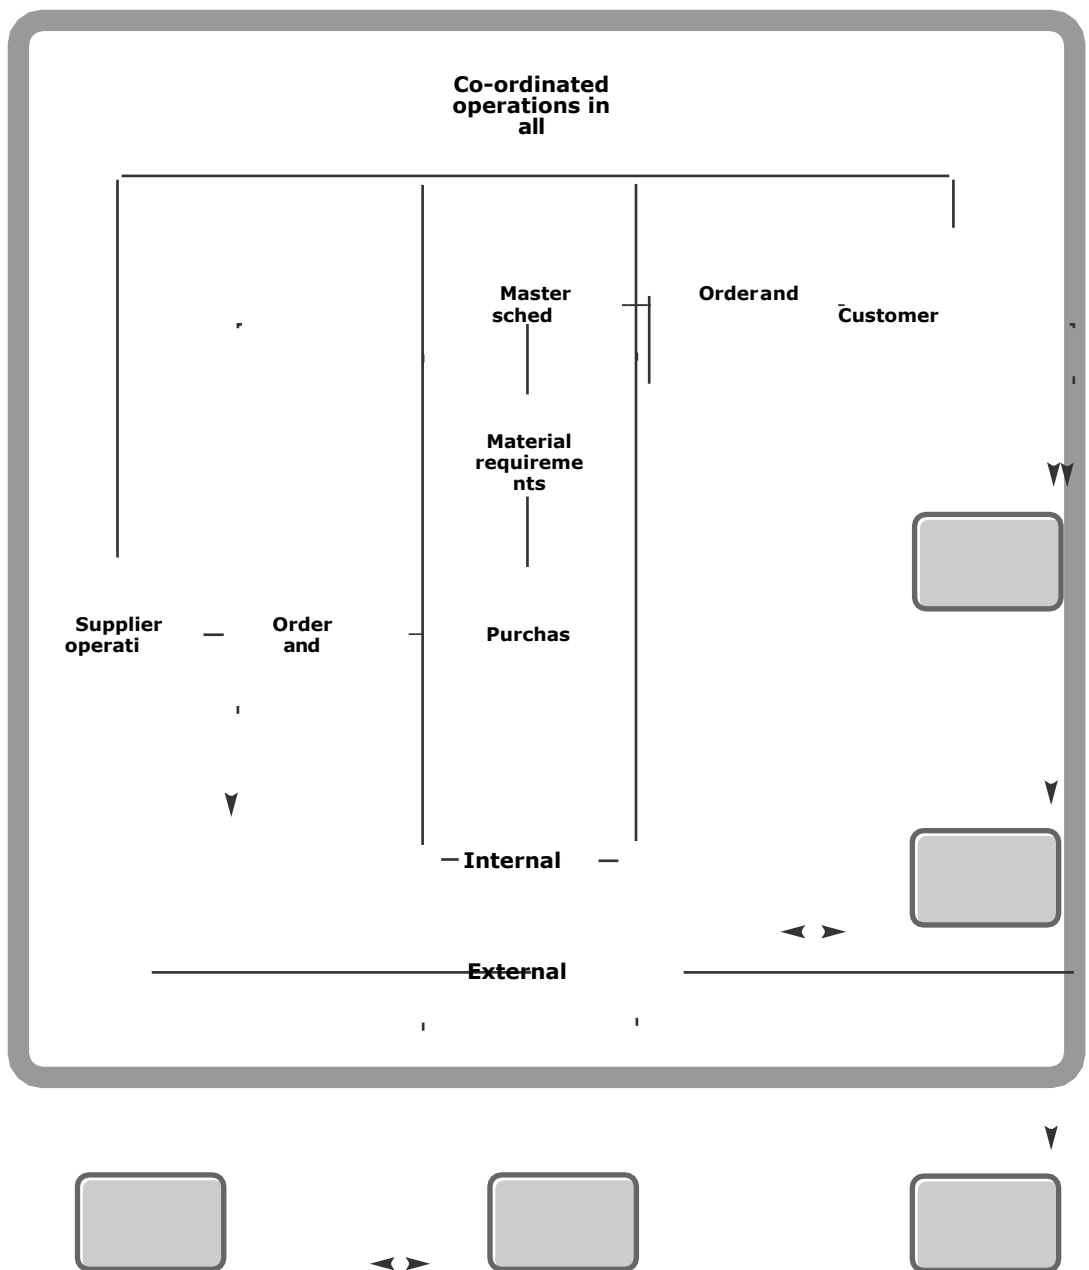 Co-ordinated
operations in
all
Master
sched
Orderand
Customer
Material
requireme
nts
Supplier
operati
Order
and
Purchas
Internal
External